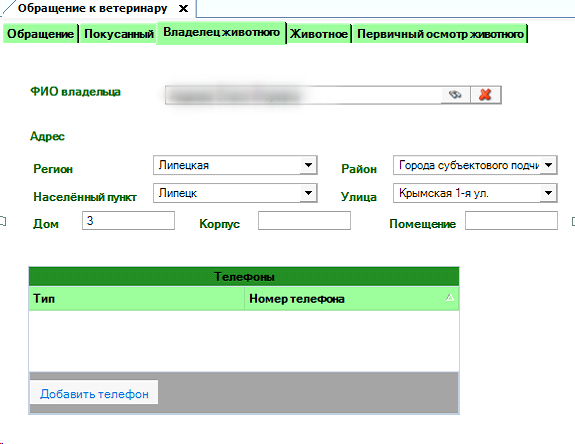 Обращение к ветеринару X
Обращение Покусанный Владелец животного Животное Первичный осмотр животного
ФИО владельца
Адрес
Регион Липецкая Район Города субъектового подчи
Населённый пункт Липецк Улица Крымская 1-я ул.
Дом 3 Корпус Помещение
Телефоны
Тип Номер телефона
Добавить телефон